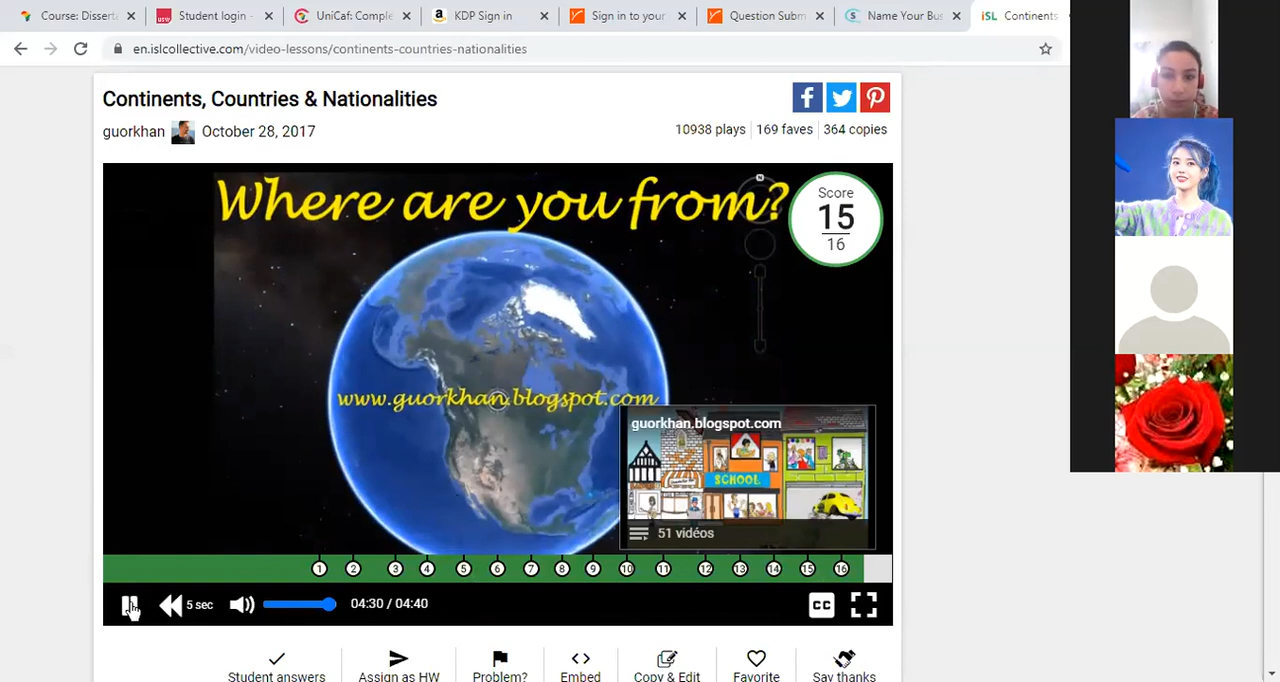 Course: Disserta
Student login -
UniCaf: Comple
KDP Sign in
Sign in to your
Question Subm
Name Your Bus
iSL Continents
en.islcollective.com/video-lessons/continents-countries-nationalities
Continents, Countries & Nationalities
guorkhan October 28, 2017
10938 plays 169 faves 364 copies
Where are you from?
Score
15
16
www.guorkhan.blogspot.com
guorkhan.blogspot.com
SCHOOL
51 vidéos
1 2 3 4 5 6 7 8 9 10 11 12 13 14 15 16
5 sec 04:30 / 04:40 CC
Student answers Assign as HW Problem? Embed Copy & Edit Favorite Say thanks